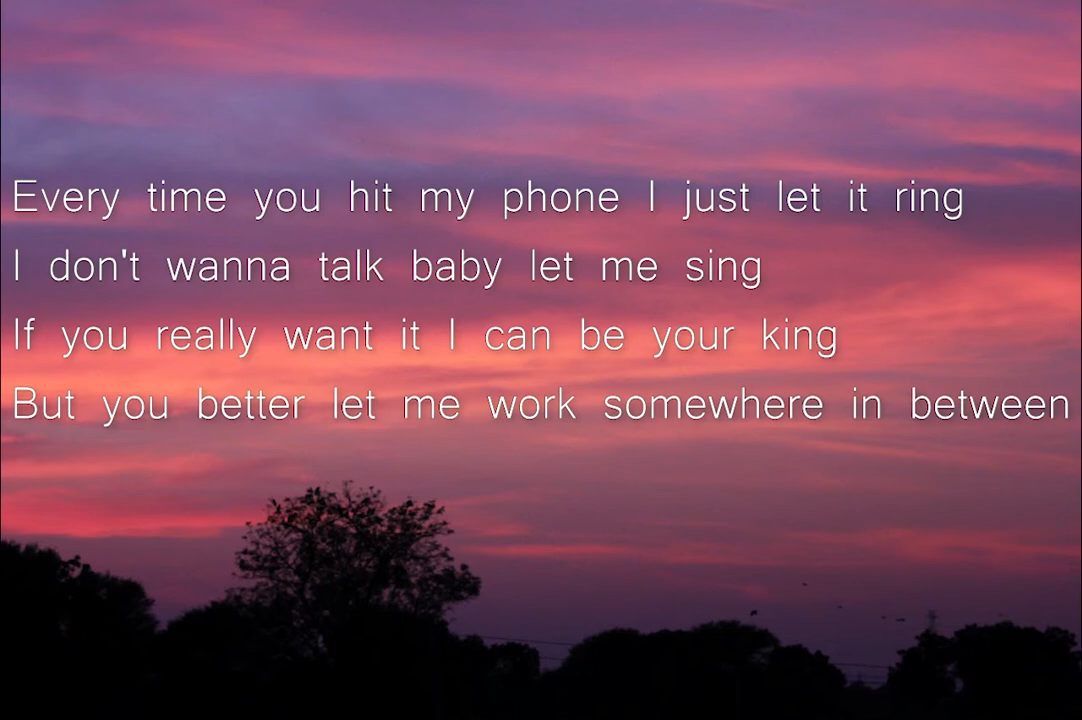 Every time you hit my phone I just let it ring
I don't wanna talk baby let me sing
If you really want it I can be your king
But you better let me work somewhere in between